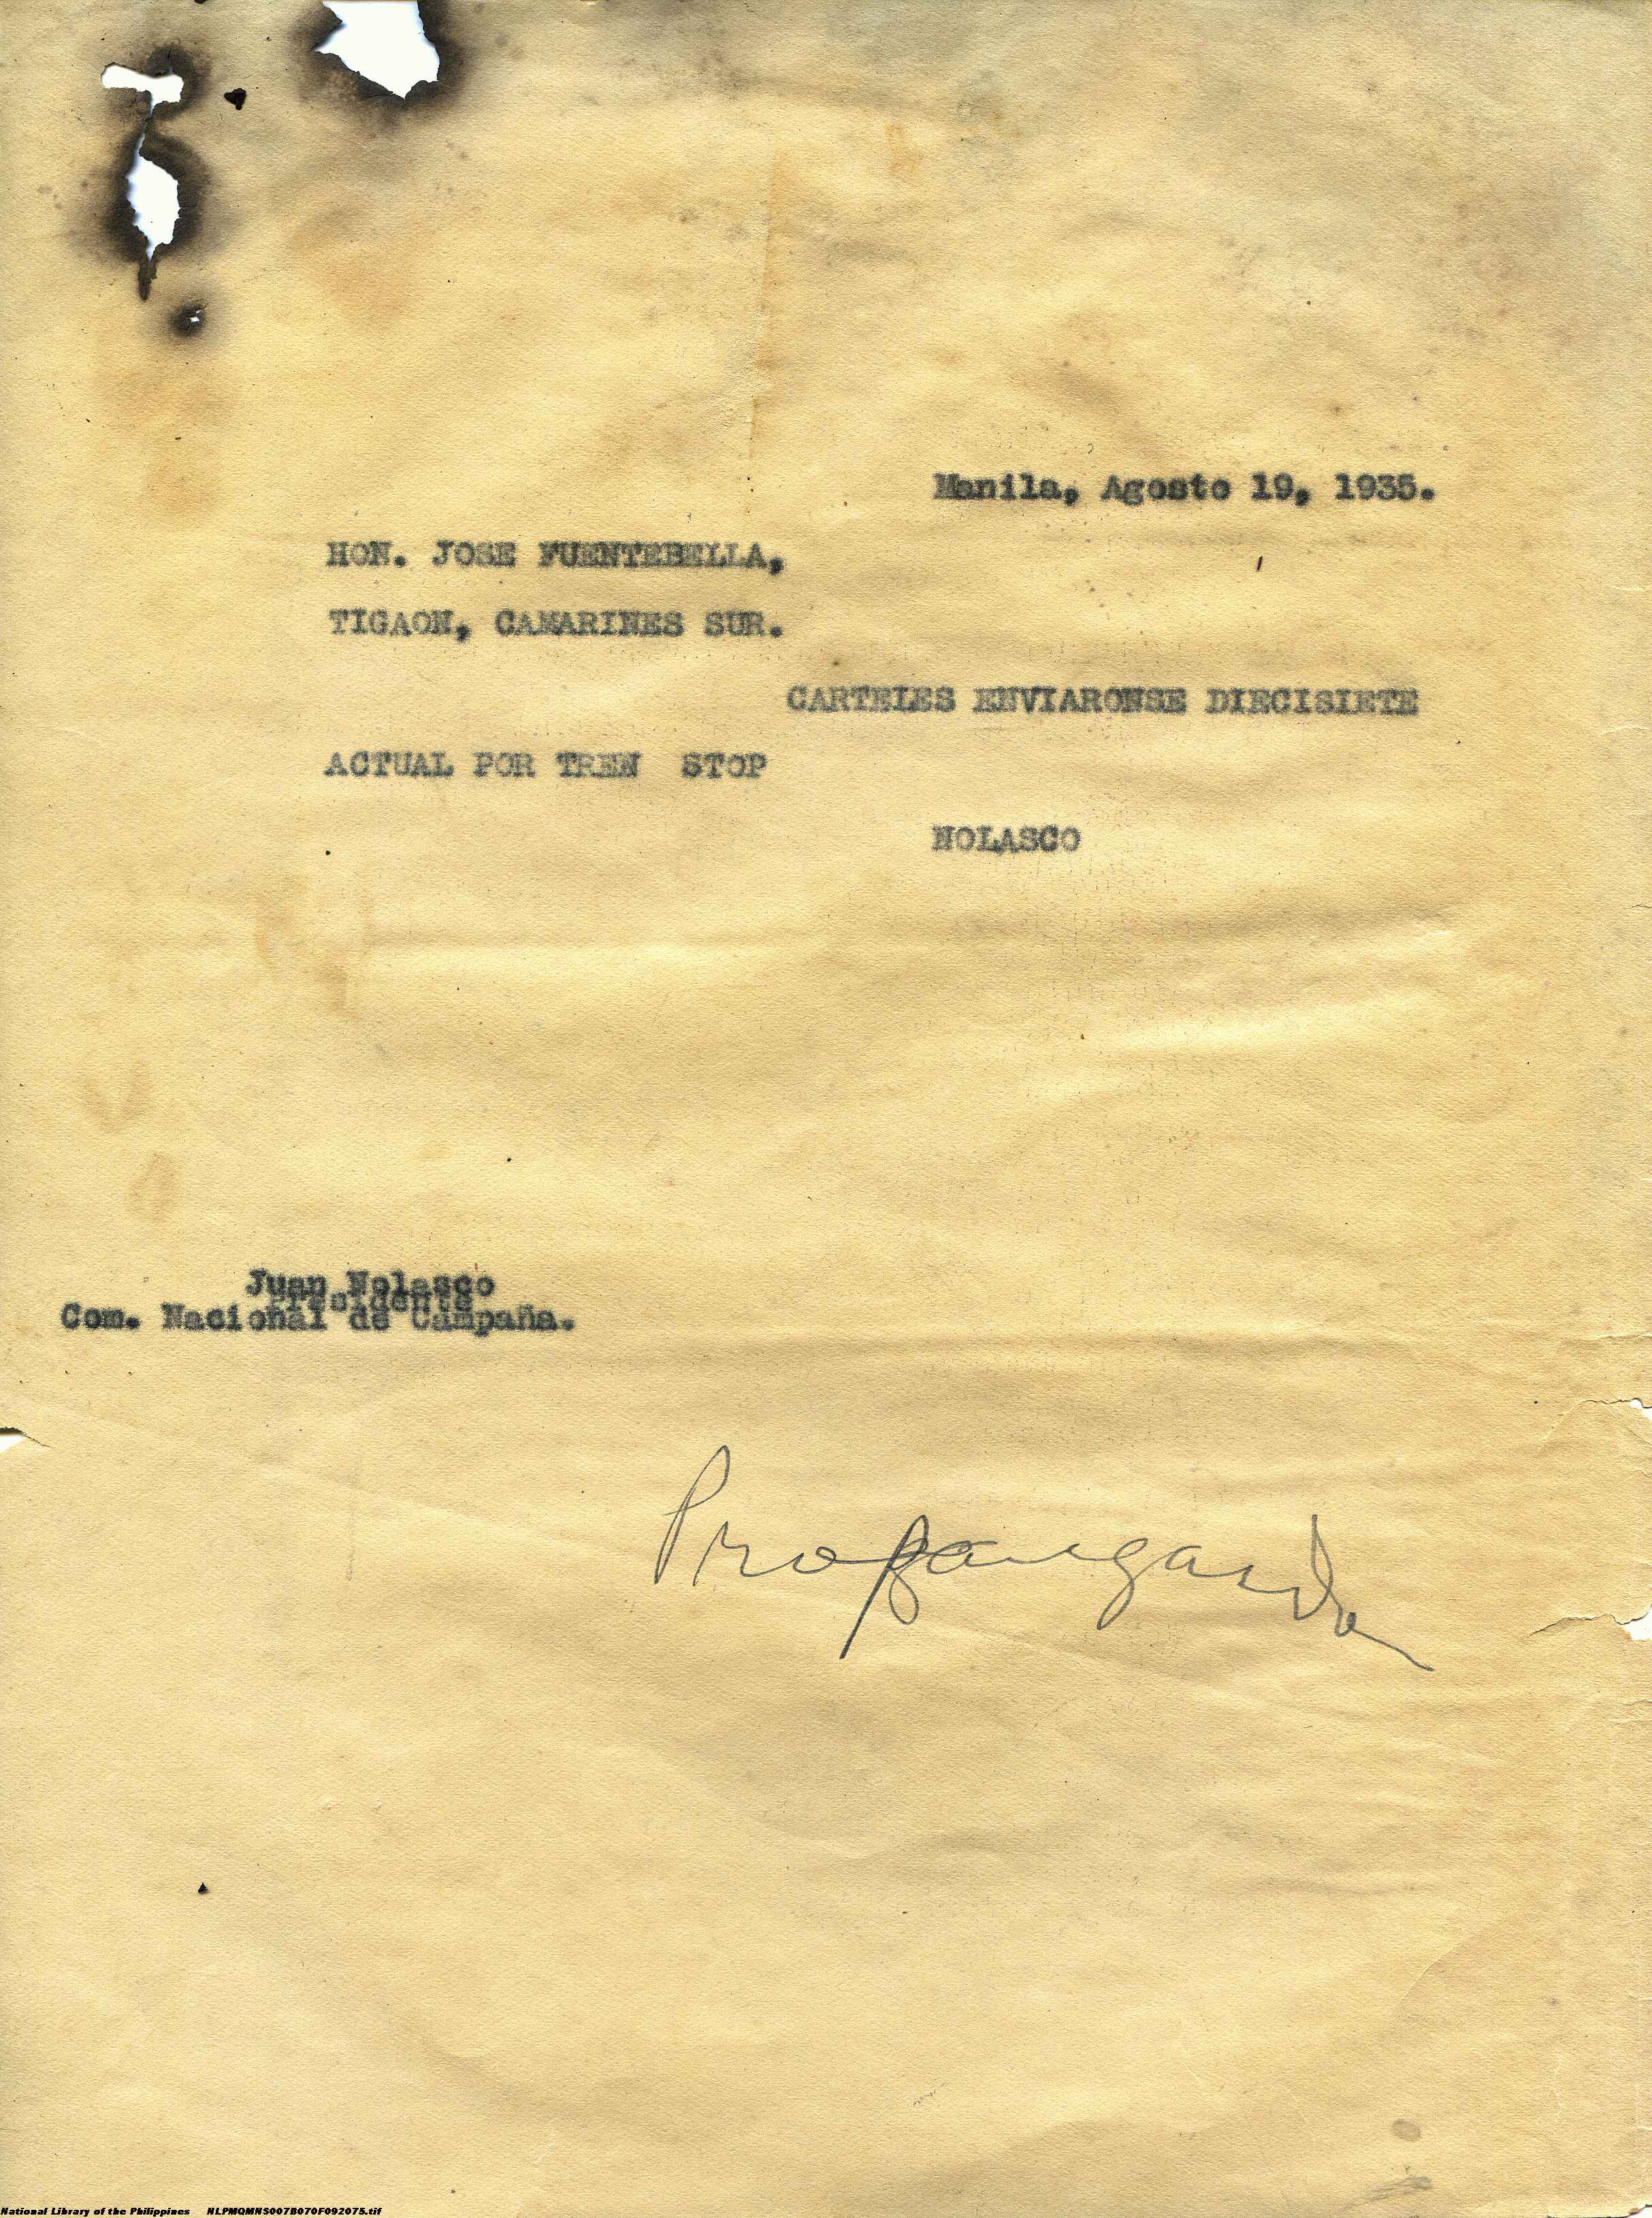 Manila, Agosto 19, 1935.
HON. JOSE FUENTEBELLA,
TIGAON, CAMARINES SUR.
CARTELES ENVIARONSE DIECISIETE
ACTUAL POR TREN STOP
NOLASCO
Juan Nolasco
Presidente
Com. Nacional de Campaña.
Propanganda
National Library of the Philippines NLPMQMNS007B070F092075.tif